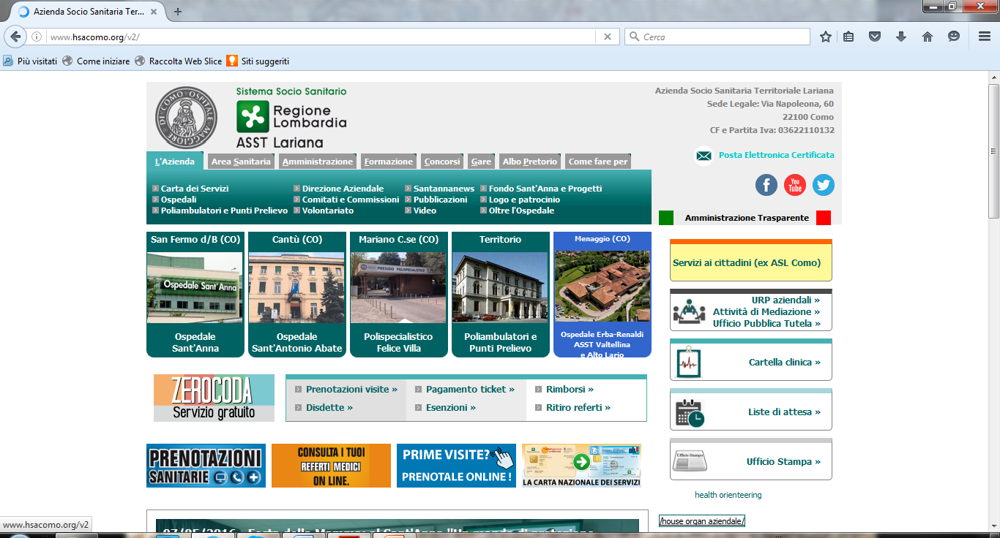 Azienda Socio Sanitaria Ter...
www.hsacomo.org/v2/
Cerca
Più visitati
Come iniziare
Raccolta Web Slice
Siti suggeriti
DI COMO OSPITALE MAGGIORE
Sistema Socio Sanitario
Regione
Lombardia
ASST Lariana
Azienda Socio Sanitaria Territoriale Lariana
Sede Legale: Via Napoleona, 60
22100 Como
CF e Partita Iva: 03622110132
Posta Elettronica Certificata
You
Tube
Amministrazione Trasparente
L'Azienda
Area Sanitaria
Amministrazione
Formazione
Concorsi
Gare
Albo Pretorio
Come fare per
Carta dei Servizi
Ospedali
Poliambulatori e Punti Prelievo
Direzione Aziendale
Comitati e Commissioni
Volontariato
Santannanews
Pubblicazioni
Video
Fondo Sant'Anna e Progetti
Logo e patrocinio
Oltre l'Ospedale
San Fermo d/B (CO)
Ospedale Sant'Anna
Ospedale
Sant'Anna
Cantù (CO)
Ospedale
Sant'Antonio Abate
Mariano C.se (CO)
PRESIDIO POLISPECIALISTICO
Polispecialistico
Felice Villa
Territorio
Poliambulatori e
Punti Prelievo
Menaggio (CO)
Ospedale Erba-Renaldi
ASST Valtellina
e Alto Lario
Servizi ai cittadini (ex ASL Como)
URP aziendali »
Attività di Mediazione »
Ufficio Pubblica Tutela »
Cartella clinica »
Liste di attesa »
Ufficio Stampa
Ufficio Stampa »
health orienteering
/house organ aziendale/
ZEROCODA
Servizio gratuito
Prenotazioni visite »
Disdette »
Pagamento ticket »
Esenzioni »
Rimborsi »
Ritiro referti »
PRENOTAZIONI
SANITARIE
CONSULTA I TUOI
REFERTI MEDICI
ON LINE.
PRIME VISITE?
PRENOTALE ONLINE !
LA CARTA NAZIONALE DEI SERVIZI
www.hsacomo.org/v2